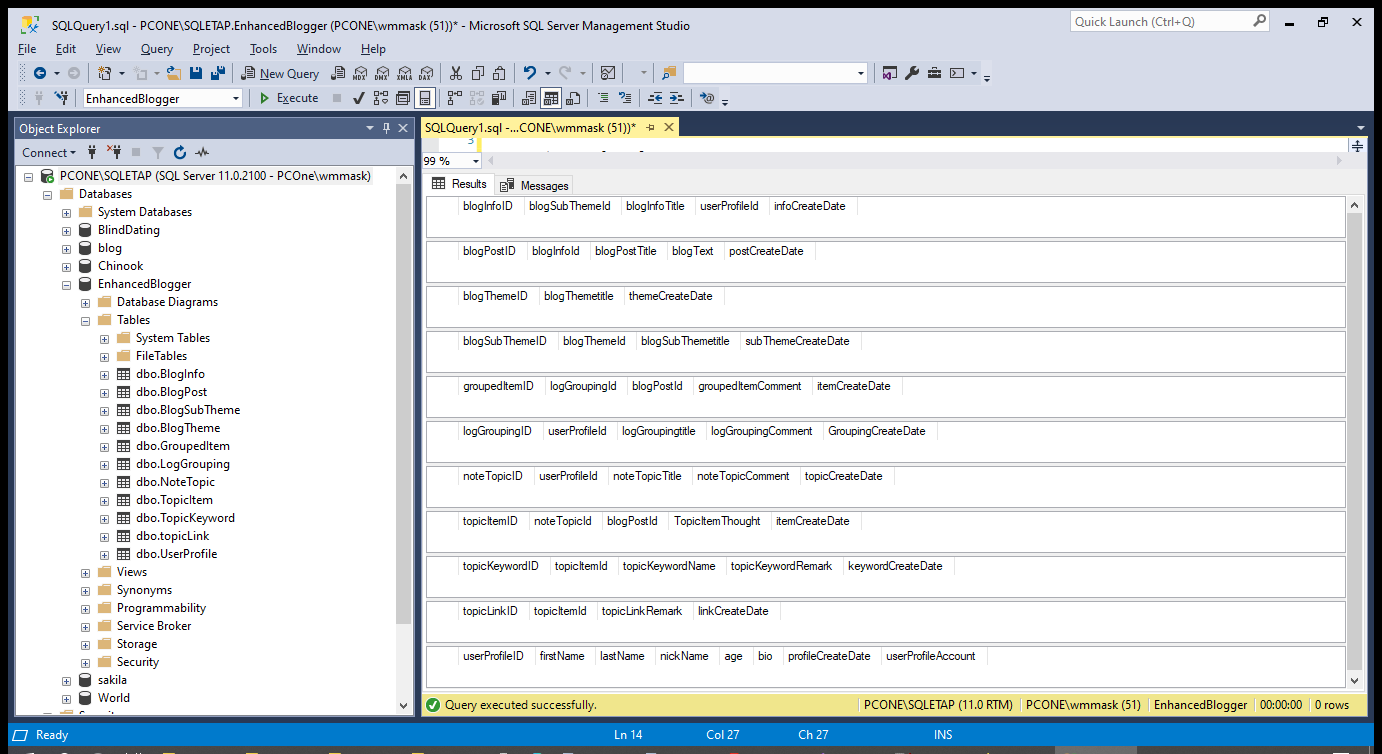 SQLQuery1.sql - PCONE\SQLETAP.EnhancedBlogger (PCONE\wmmask (51))* - Microsoft SQL Server Management Studio
Quick Launch (Ctrl+Q)
File Edit View Query Project Tools Window Help
New Query MDX DMX XMLA DAX
EnhancedBlogger Execute
Object Explorer
Connect
PCONE\SQLETAP (SQL Server 11.0.2100 - PCOne\wmmask)
Databases
System Databases
BlindDating
blog
Chinook
EnhancedBlogger
Database Diagrams
Tables
System Tables
FileTables
dbo.BlogInfo
dbo.BlogPost
dbo.BlogSubTheme
dbo.BlogTheme
dbo.GroupedItem
dbo.LogGrouping
dbo.NoteTopic
dbo.TopicItem
dbo.TopicKeyword
dbo.topicLink
dbo.UserProfile
Views
Synonyms
Programmability
Service Broker
Storage
Security
sakila
World
SQLQuery1.sql -...CONE\wmmask (51))*
3
99 %
Results Messages
blogInfoID blogSubThemeId blogInfoTitle userProfileId infoCreateDate
blogPostID blogInfoId blogPostTitle blogText postCreateDate
blogThemeID blogThemetitle themeCreateDate
blogSubThemeID blogThemeId blogSubThemetitle subThemeCreateDate
groupedItemID logGroupingId blogPostId groupedItemComment itemCreateDate
logGroupingID userProfileId logGroupingtitle logGroupingComment GroupingCreateDate
noteTopicID userProfileId noteTopicTitle noteTopicComment topicCreateDate
topicItemID noteTopicId blogPostId TopicItemThought itemCreateDate
topicKeywordID topicItemId topicKeywordName topicKeywordRemark keywordCreateDate
topicLinkID topicItemId topicLinkRemark linkCreateDate
userProfileID firstName lastName nickName age bio profileCreateDate userProfileAccount
Query executed successfully. PCONE\SQLETAP (11.0 RTM) PCONE\wmmask (51) EnhancedBlogger 00:00:00 0 rows
Ready Ln 14 Col 27 Ch 27 INS